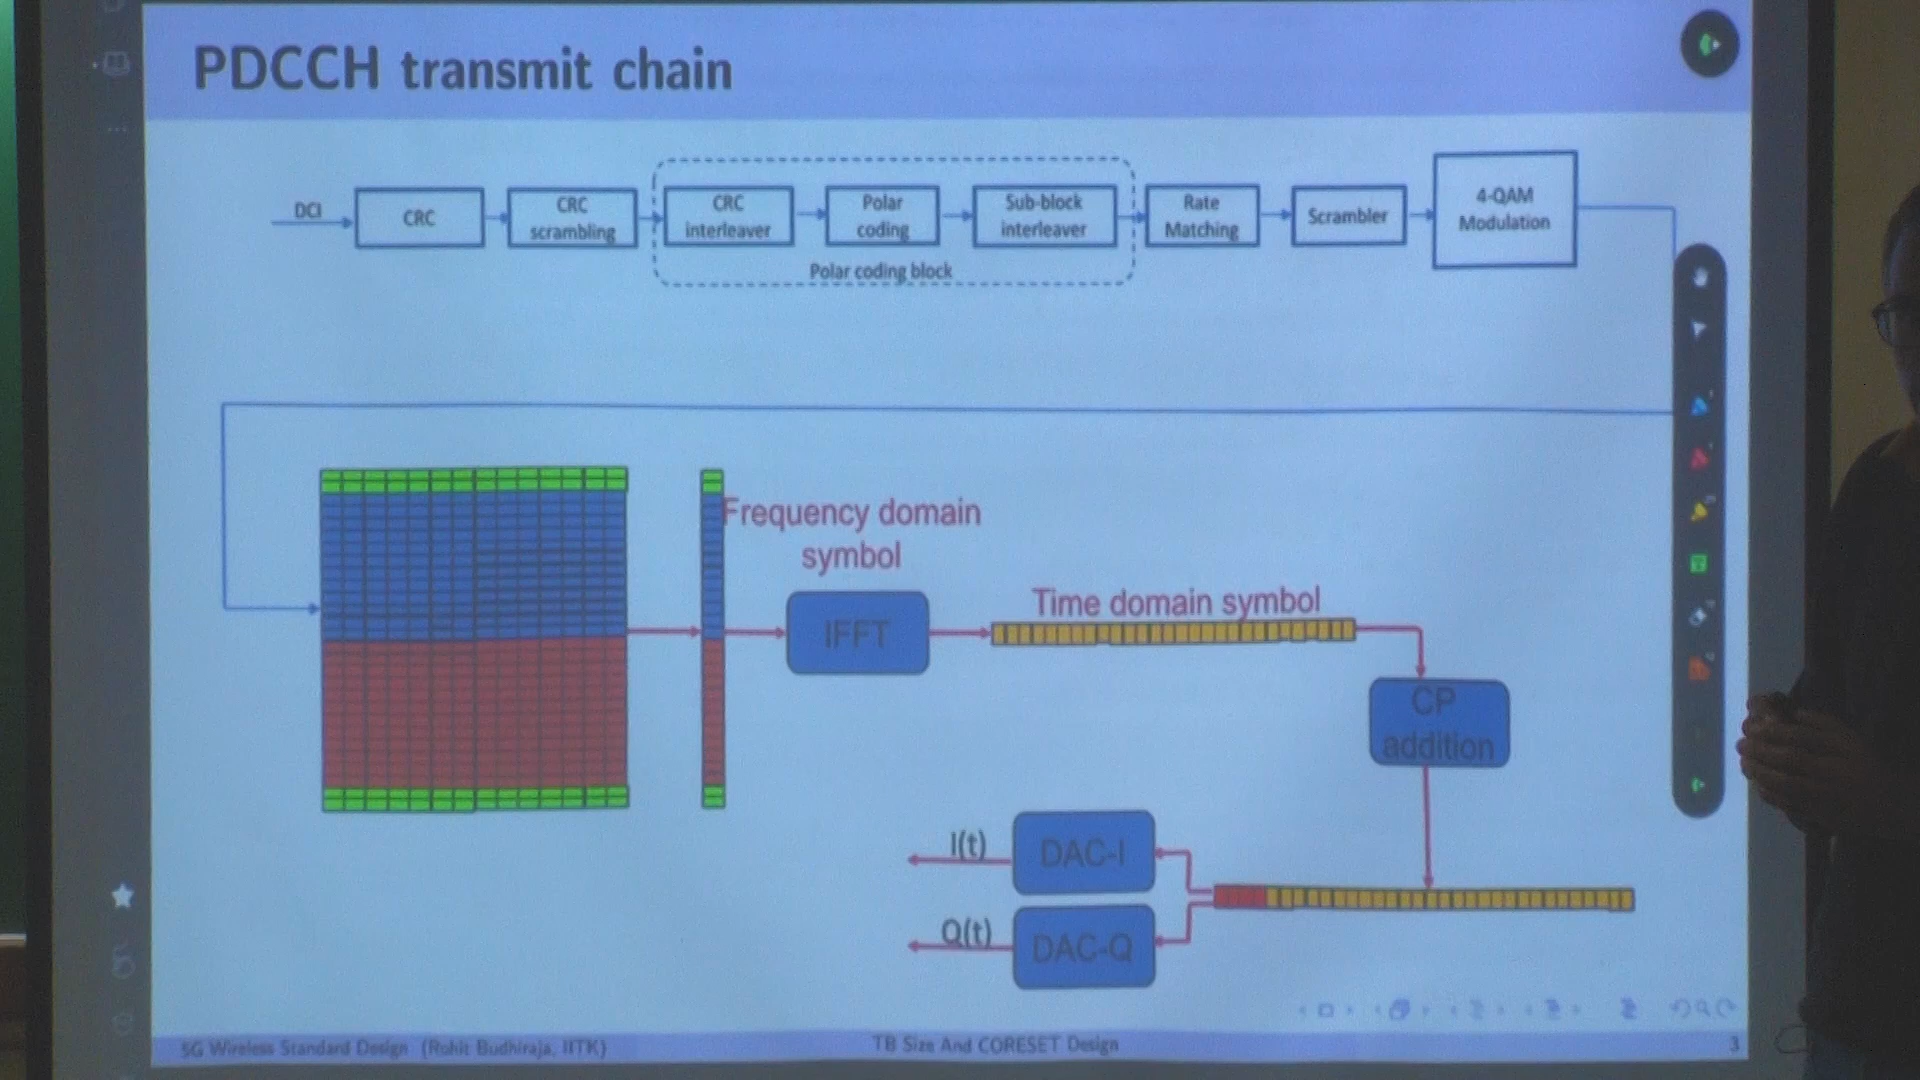 PDCCH transmit chain
DCI
CRC
CRC
scrambling
CRC
interleaver
Polar
coding
Sub-block
interleaver
Polar coding block
Rate
Matching
Scrambler
4-QAM
Modulation
Frequency domain
symbol
IFFT
Time domain symbol
CP
addition
I(t)
DAC-I
Q(t)
DAC-Q
5G Wireless Standard Design (Rohit Budhiraja, IITK)
TB Size And CORESET Design
3